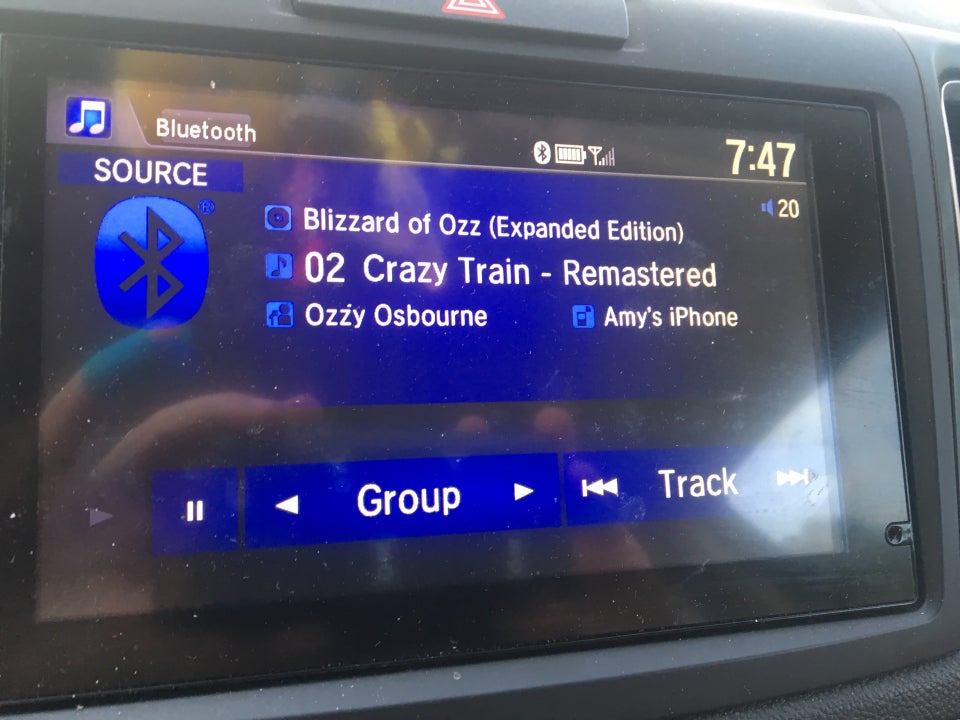 Bluetooth
7:47
SOURCE
20
Blizzard of Ozz (Expanded Edition)
02 Crazy Train - Remastered
Ozzy Osbourne
Amy's iPhone
Group
Track